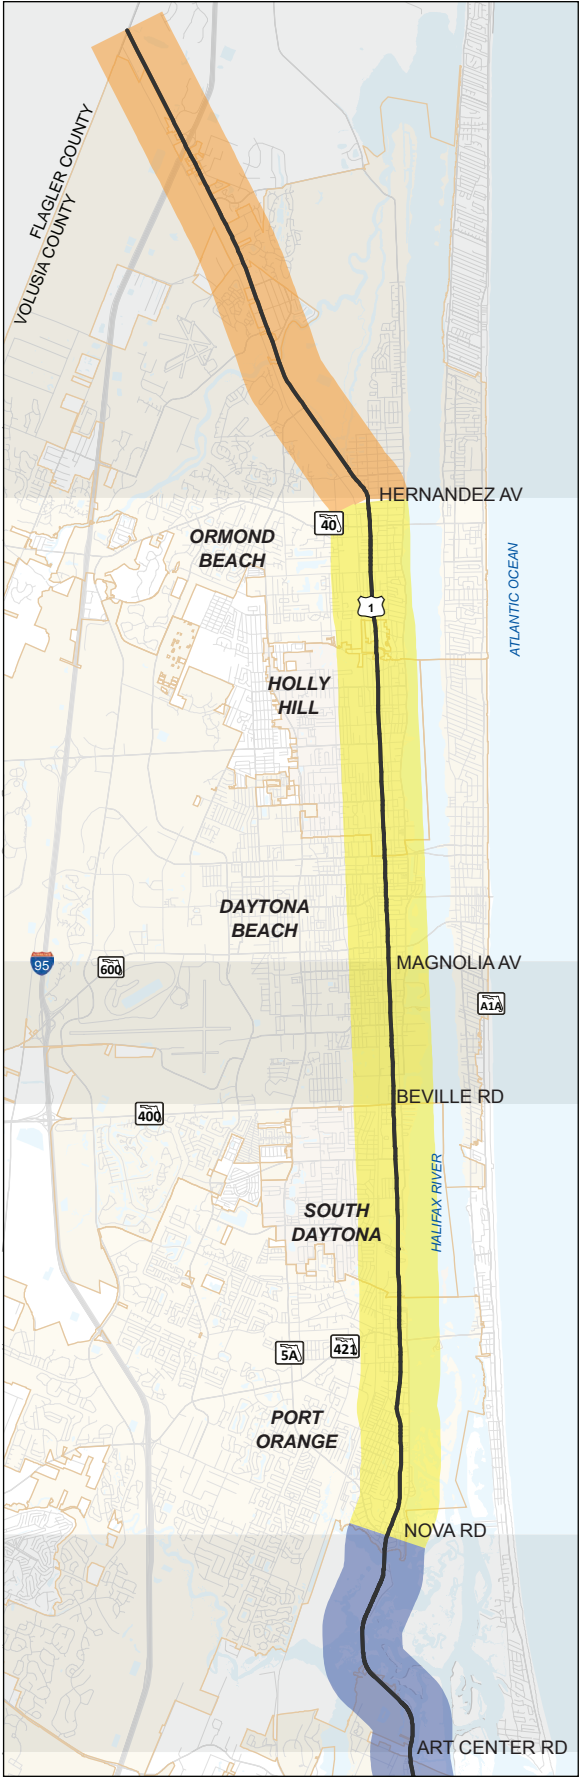 FLAGLER COUNTY
VOLUSIA COUNTY
HERNANDEZ AV
40
ORMOND
BEACH
ATLANTIC OCEAN
1
HOLLY
HILL
DAYTONA
BEACH
95
600
MAGNOLIA AV
A1A
BEVILLE RD
400
HALIFAX RIVER
SOUTH
DAYTONA
5A
421
PORT
ORANGE
NOVA RD
ART CENTER RD